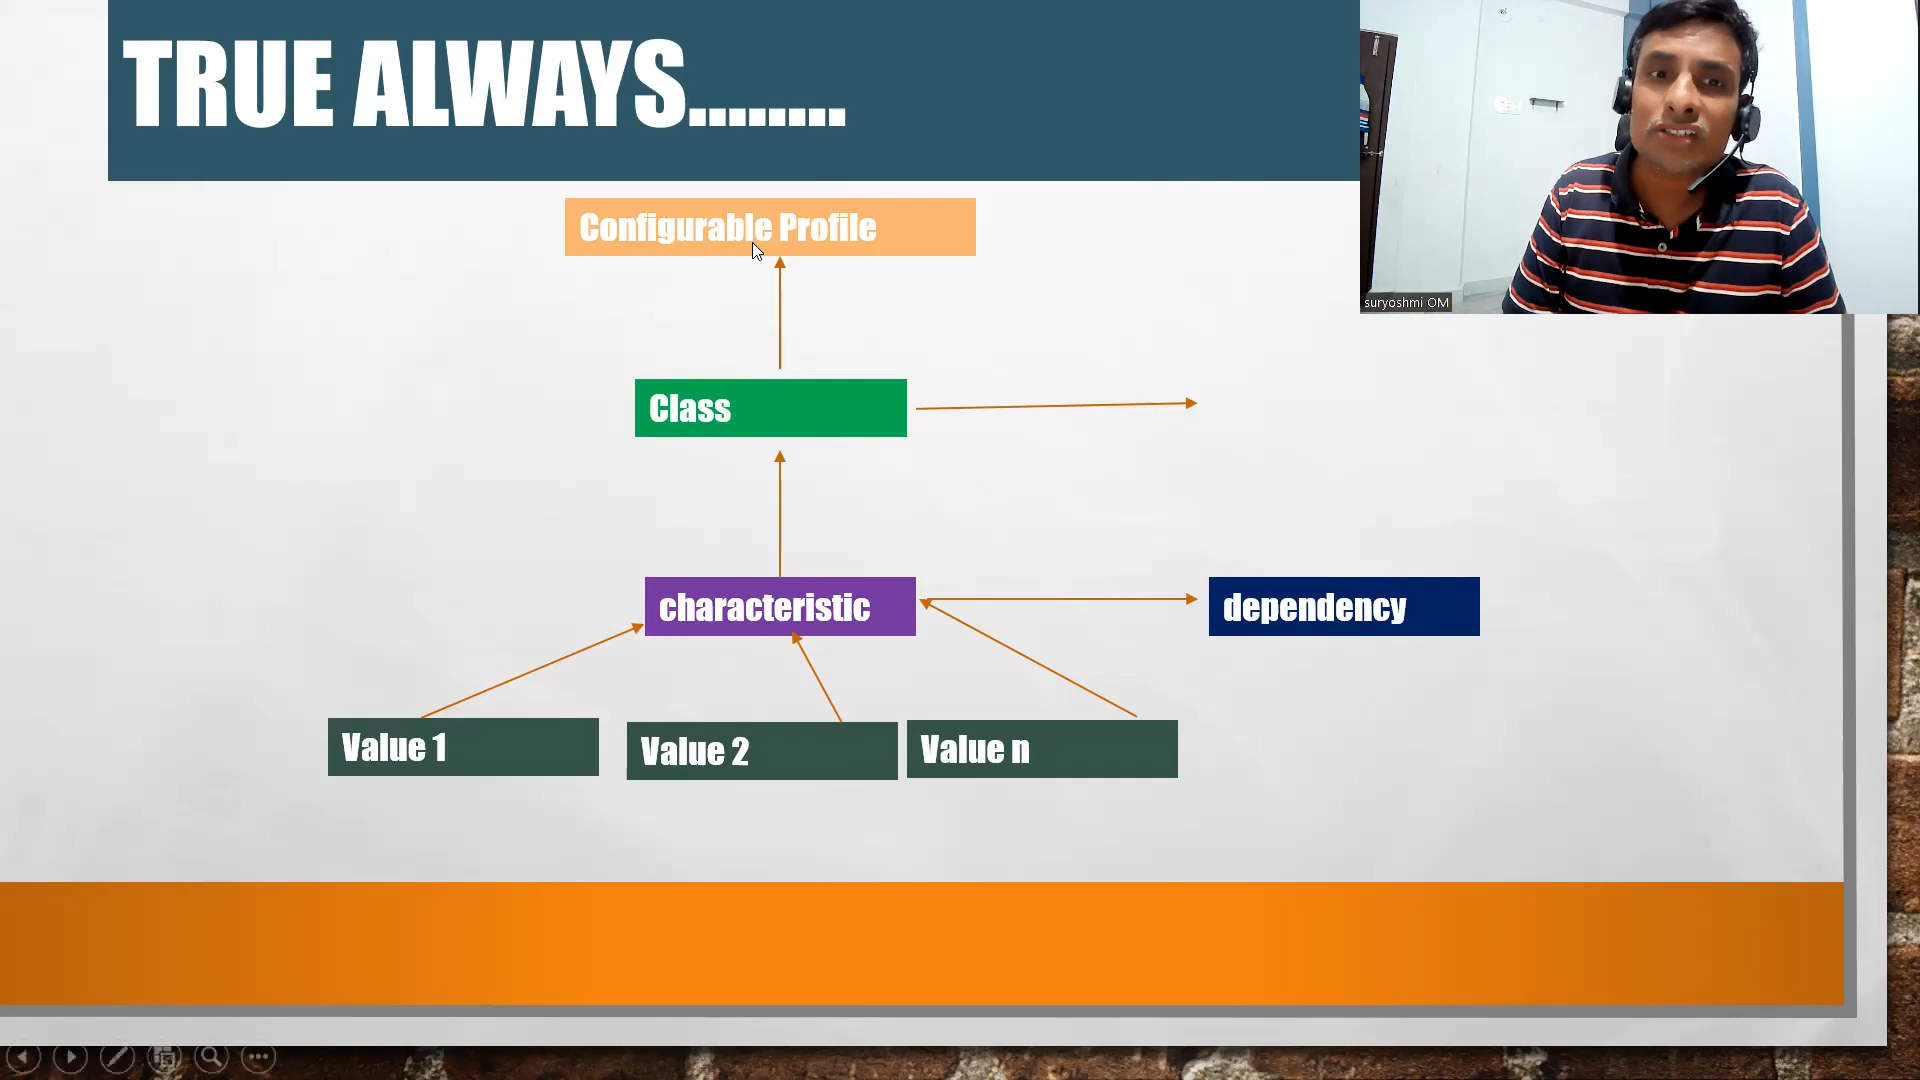 TRUE ALWAYS........
Configurable Profile
suryoshmi OM
Class
characteristic
dependency
Value 1
Value 2
Value n